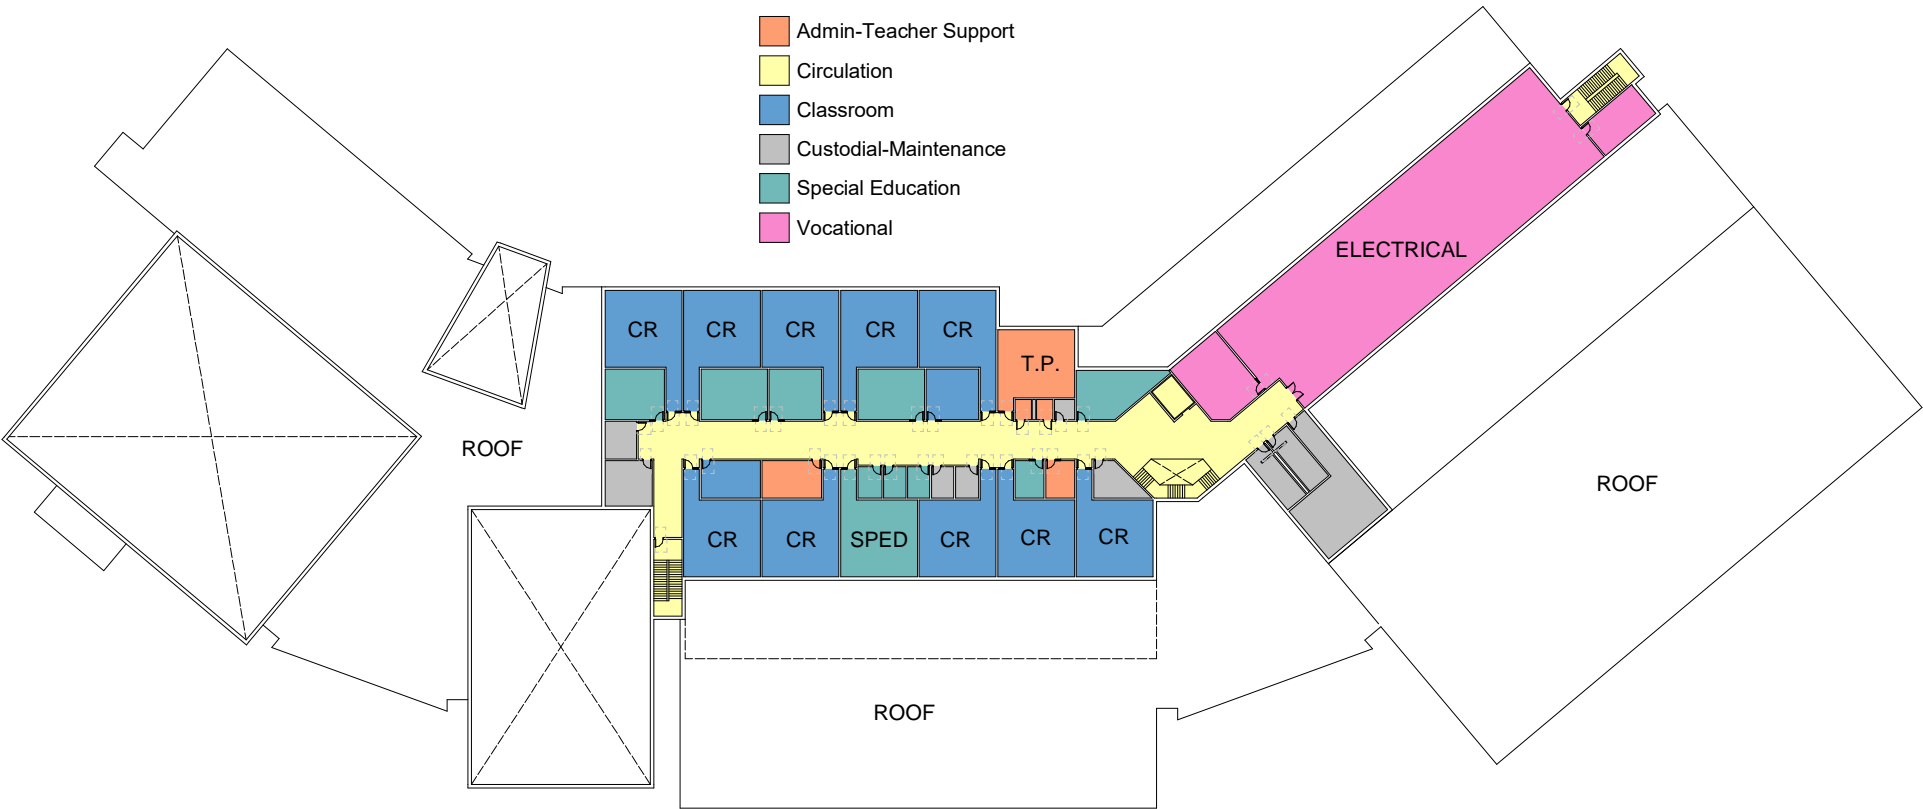 Admin-Teacher Support
Circulation
Classroom
Custodial-Maintenance
Special Education
Vocational
ELECTRICAL
CR CR CR CR CR
T.P.
ROOF
ROOF
CR CR SPED CR CR CR
ROOF